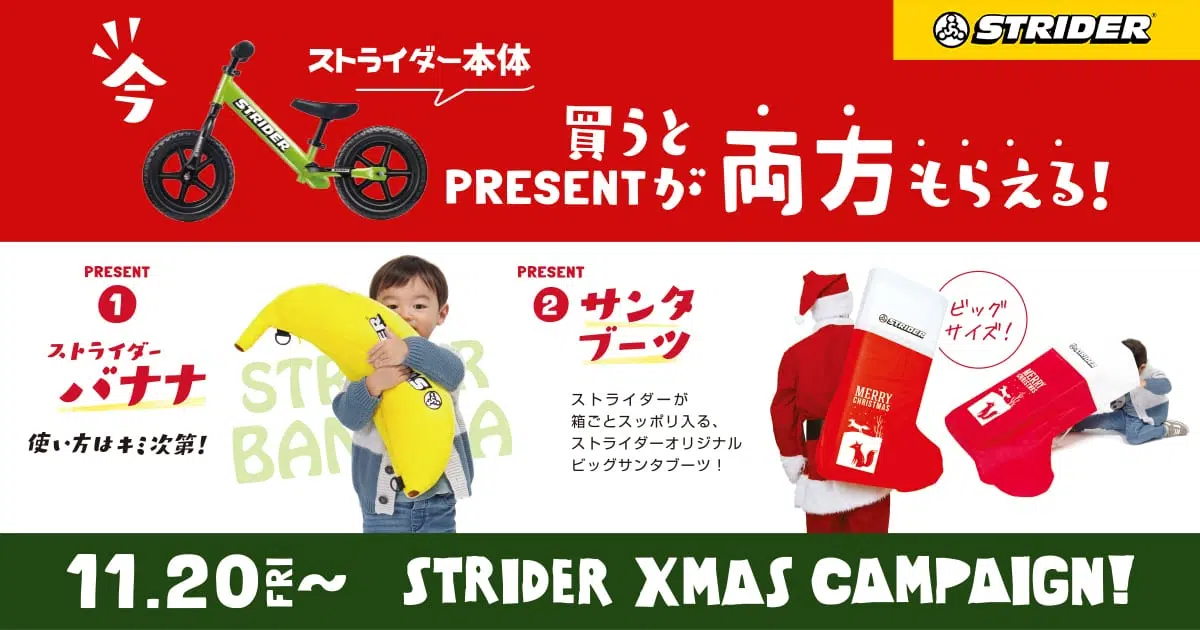 STRIDER
今
ストライダー本体
STRIDER
買うと
PRESENTが両方もらえる!
PRESENT
1
ストライダー
バナナ
使い方はキミ次第!
STRIDER
BANANA
STRIDER
PRESENT
2 サンタ
ブーツ
ストライダーが
箱ごとスッポリ入る、
ストライダーオリジナル
ビッグサンタブーツ!
STRIDER
MERRY
CHRISTMAS
ビッグ
サイズ!
STRIDER
MERRY
CHRISTMAS
11.20 FRI〜 STRIDER XMAS CAMPAIGN!